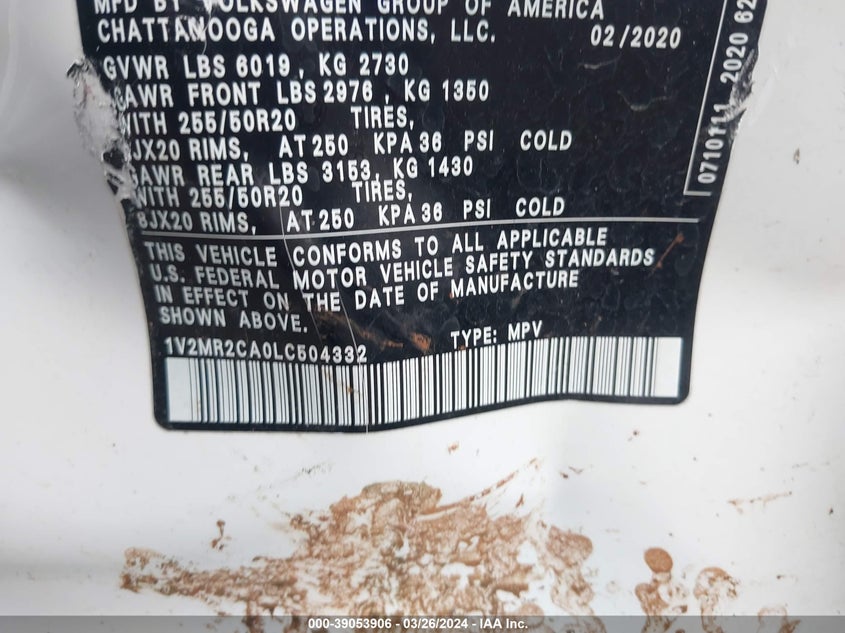 MFD BY VOLKSWAGEN GROUP OF AMERICA
CHATTANOOGA OPERATIONS, LLC. 02/2020
GVWR LBS 6019, KG 2730
GAWR FRONT LBS 2976, KG 1350
WITH 255/50R20 TIRES,
8JX20 RIMS, AT 250 KPA 36 PSI COLD
GAWR REAR LBS 3153, KG 1430
WITH 255/50R20 TIRES,
8JX20 RIMS, AT 250 KPA 36 PSI COLD
THIS VEHICLE CONFORMS TO ALL APPLICABLE
U.S. FEDERAL MOTOR VEHICLE SAFETY STANDARDS
IN EFFECT ON THE DATE OF MANUFACTURE
SHOWN ABOVE.
1V2MR2CA0LC504332 TYPE: MPV
0710111 2020 62
000-39053906 - 03/26/2024 - IAA Inc.